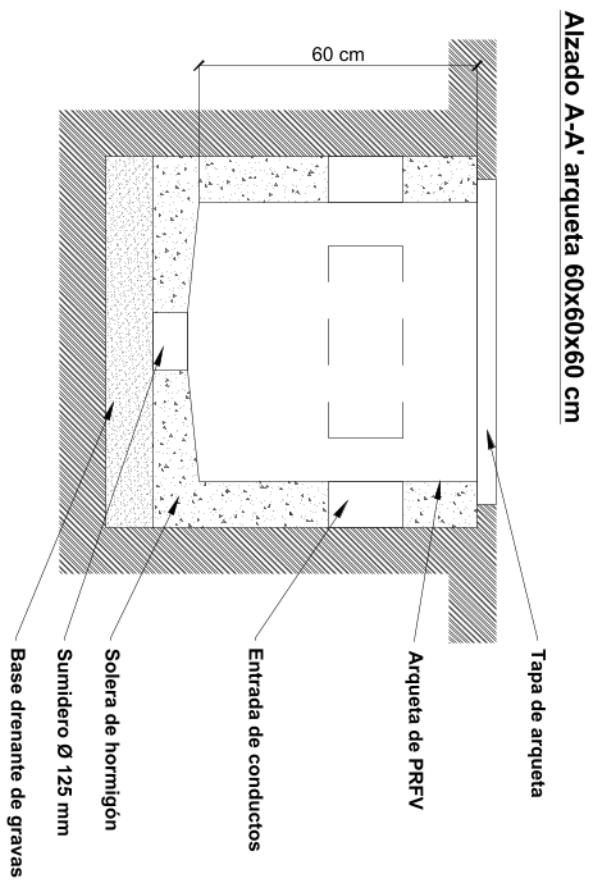 Alzado A-A' arqueta 60x60x60 cm
60 cm
Tapa de arqueta
Arqueta de PRFV
Entrada de conductos
Solera de hormigón
Sumidero Ø 125 mm
Base drenante de gravas